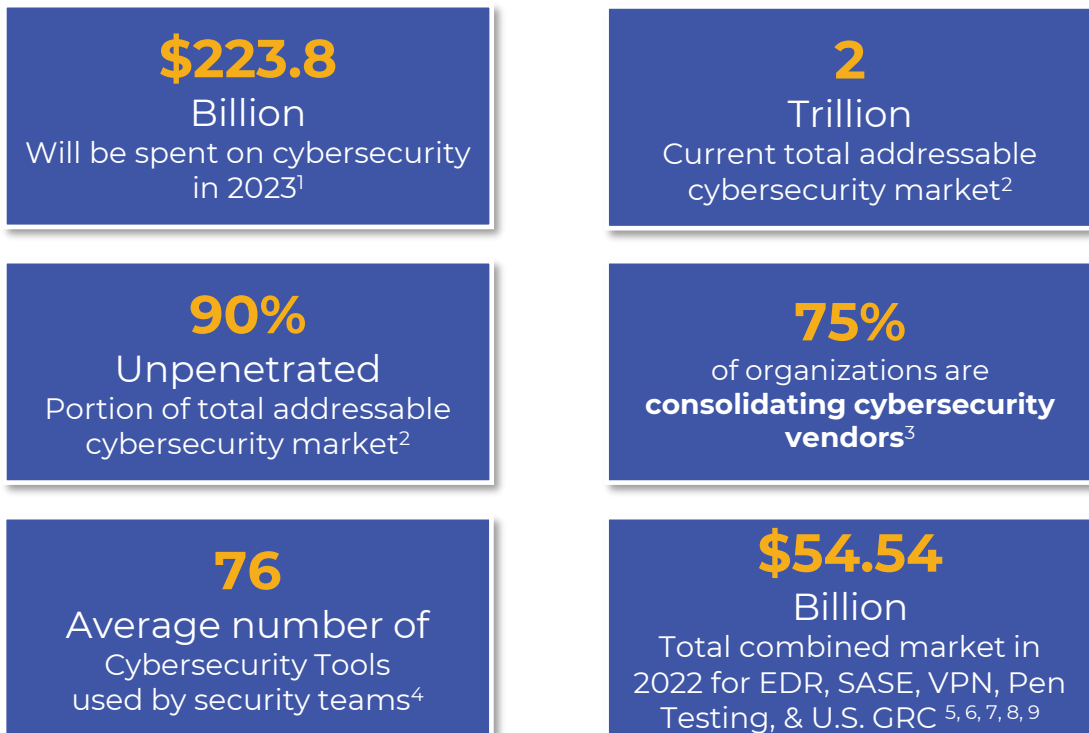 $223.8
Billion
Will be spent on cybersecurity
in 2023¹
2
Trillion
Current total addressable
cybersecurity market²
90%
Unpenetrated
Portion of total addressable
cybersecurity market²
75%
of organizations are
consolidating cybersecurity
vendors³
76
Average number of
Cybersecurity Tools
used by security teams⁴
$54.54
Billion
Total combined market in
2022 for EDR, SASE, VPN, Pen
Testing, & U.S. GRC ⁵, ⁶, ⁷, ⁸, ⁹